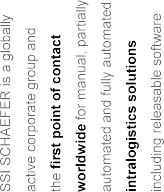 SSI SCHAEFER is a globally
active corporate group and
the first point of contact
worldwide for manual, partially
automated and fully automated
intralogistics solutions
including releasable software